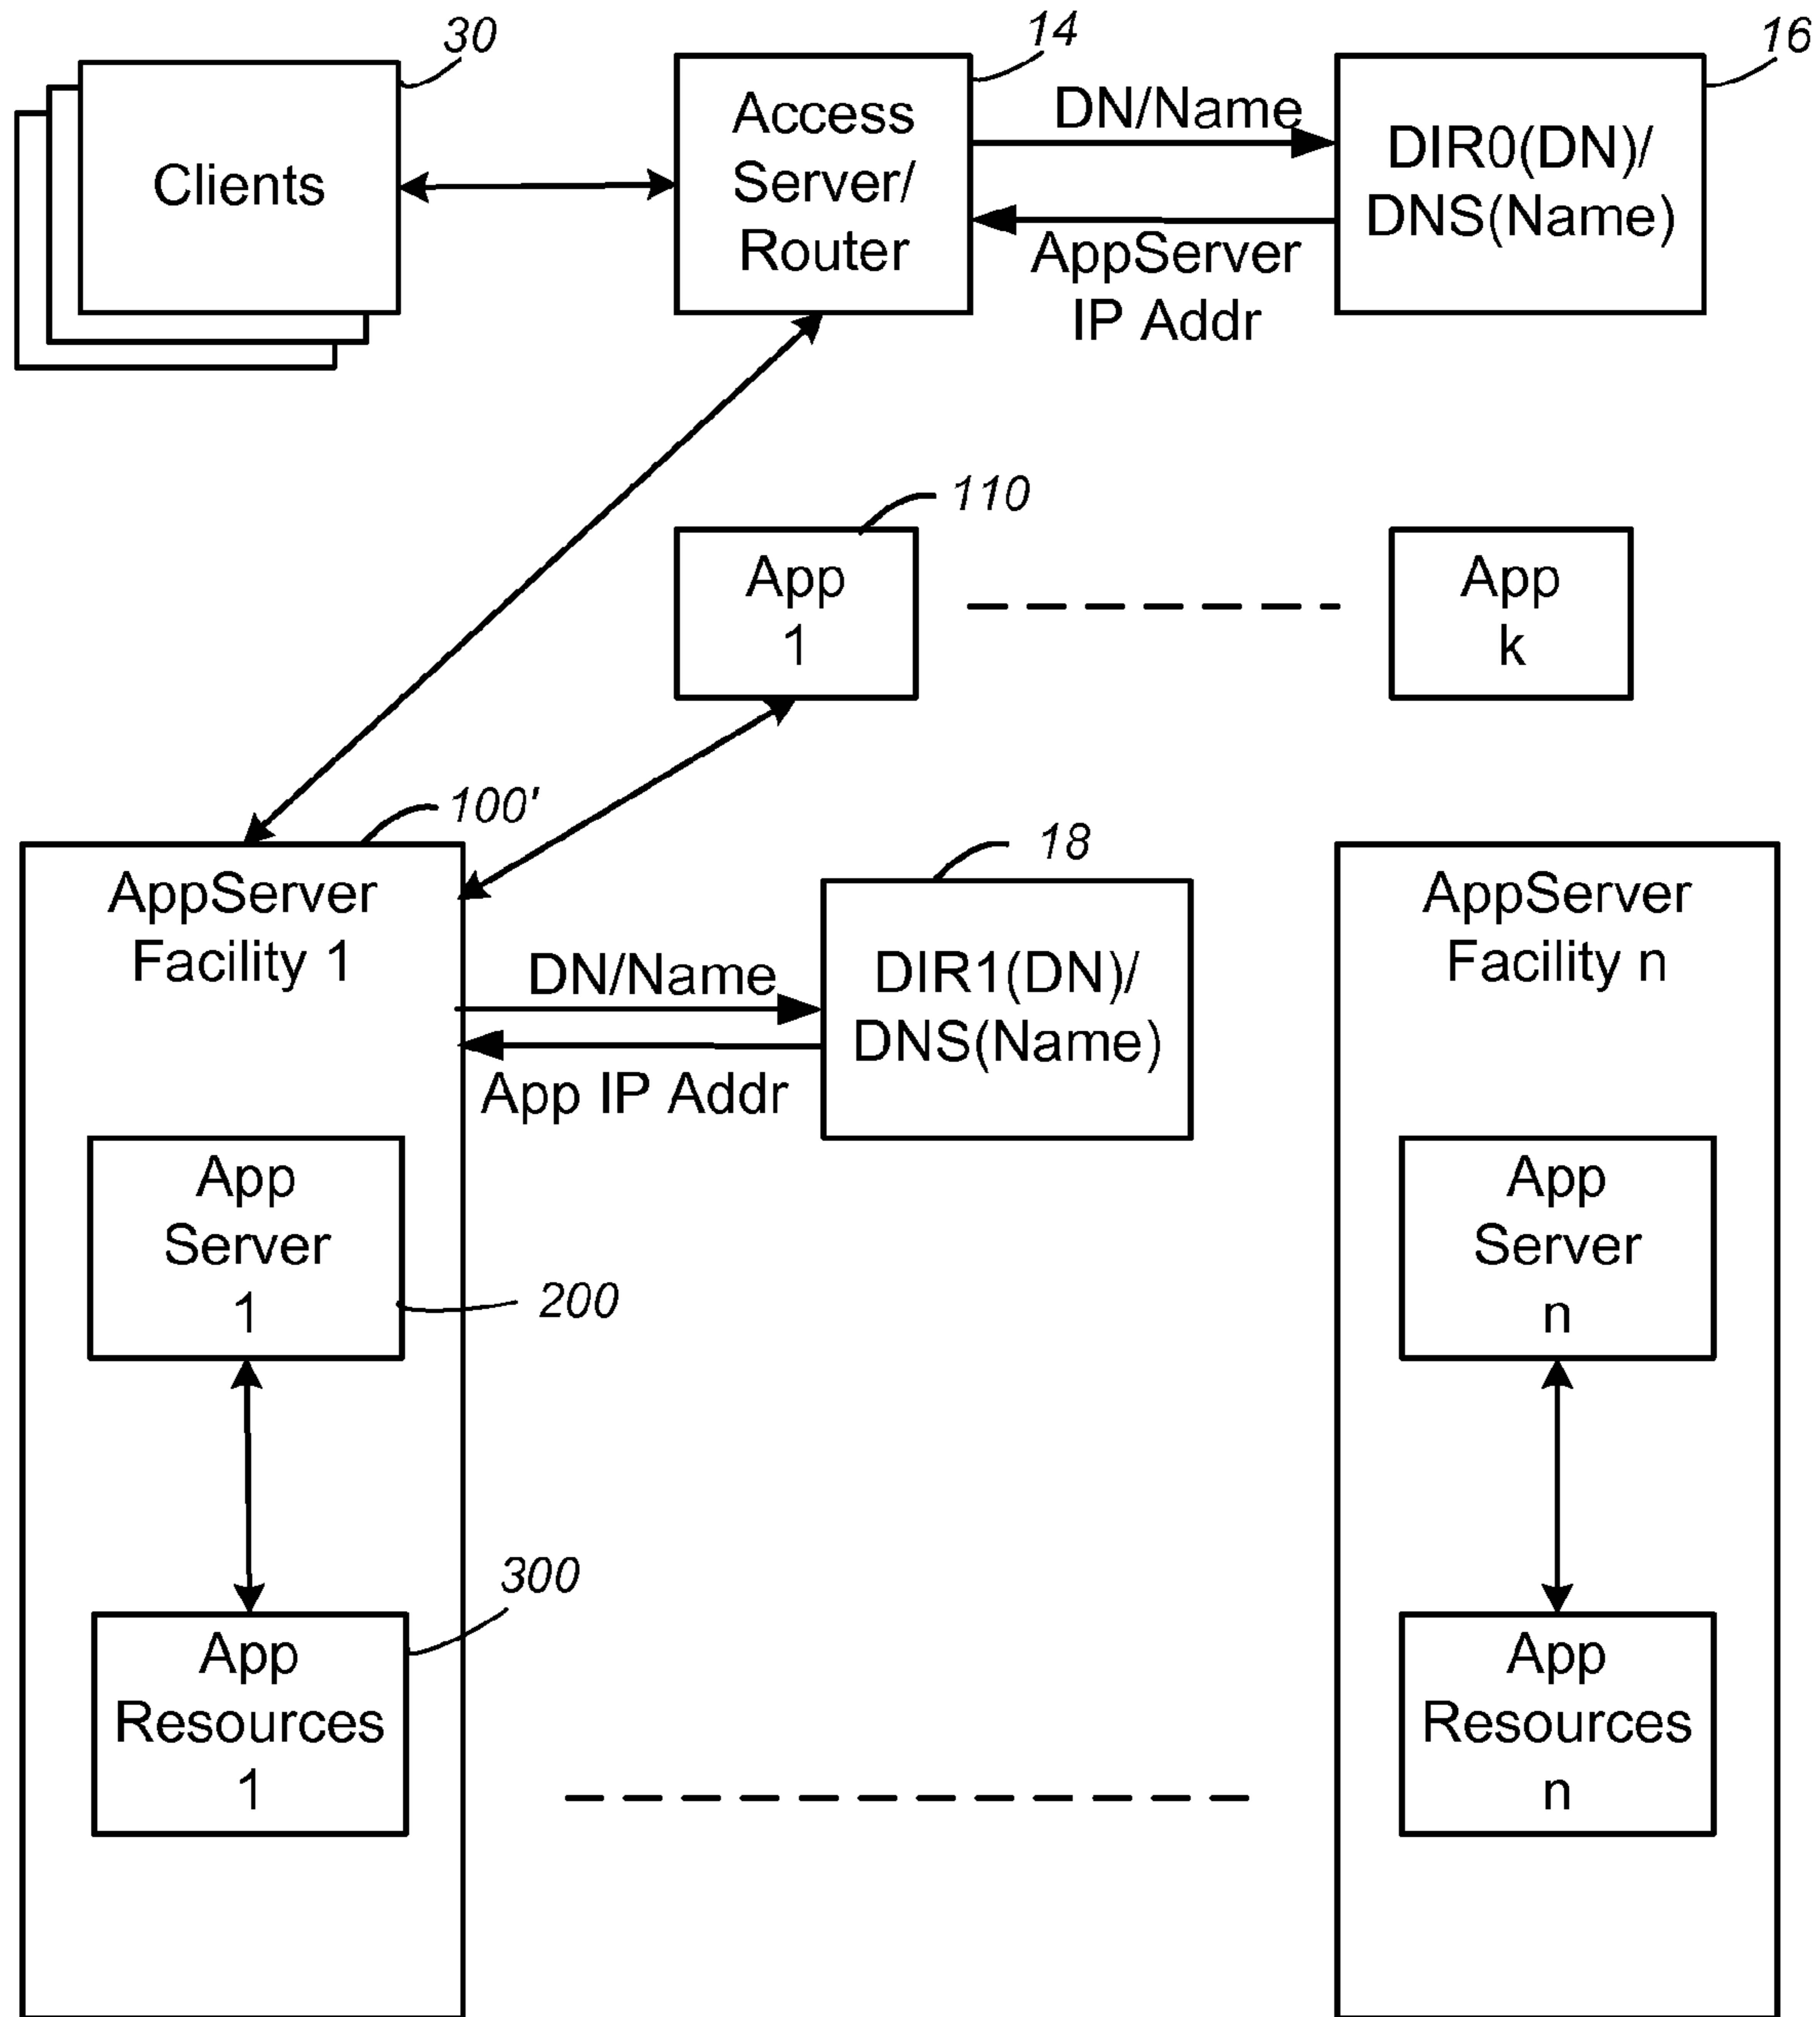 30
14
16
Clients
Access
Server/
Router
DN/Name
AppServer
IP Addr
DIR0(DN)/
DNS(Name)
110
App
1
App
k
100'
AppServer
Facility 1
18
DN/Name
App IP Addr
DIR1(DN)/
DNS(Name)
AppServer
Facility n
App
Server
1
200
App
Server
n
300
App
Resources
1
App
Resources
n